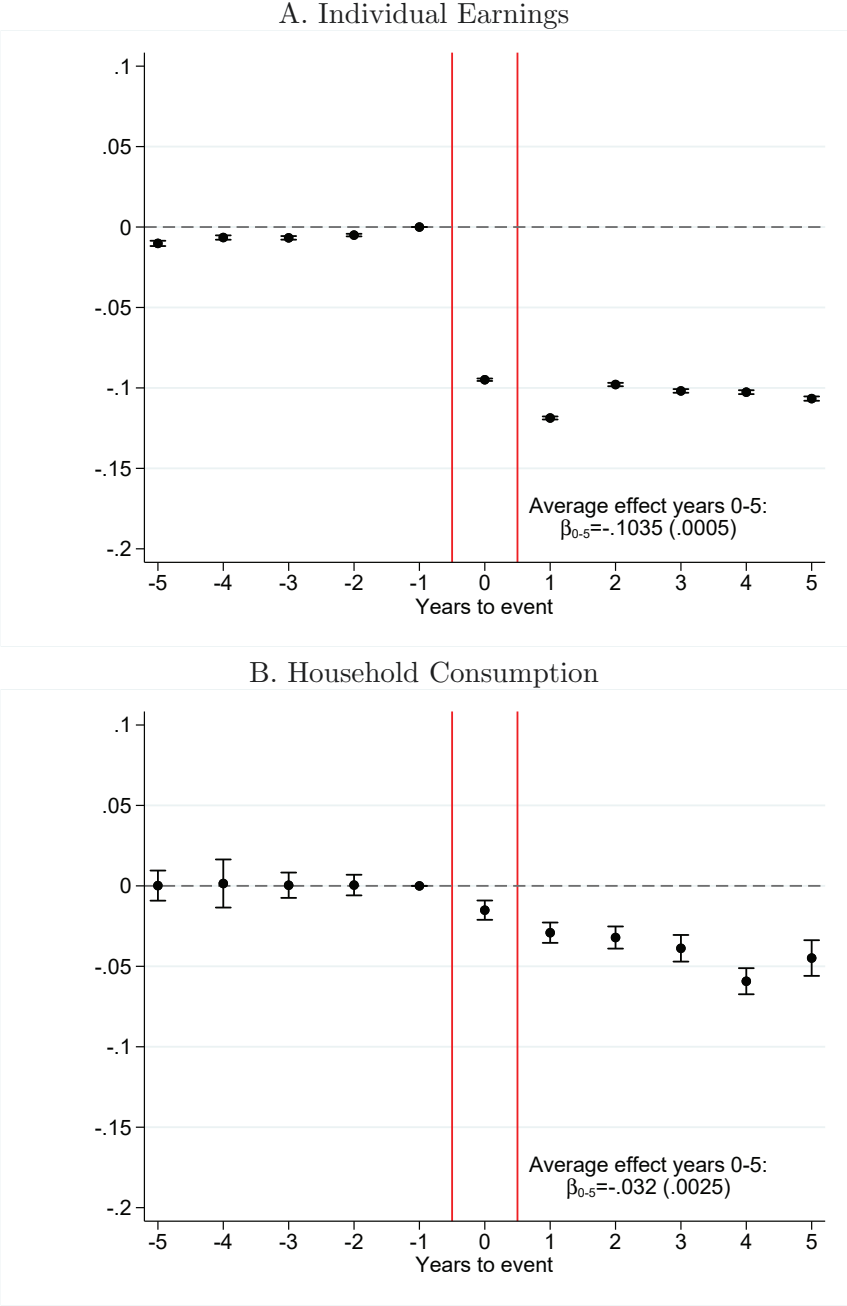 A. Individual Earnings
.1
.05
0
-.05
-.1
-.15
-.2
Average effect years 0-5:
β0-5=-.1035 (.0005)
-5 -4 -3 -2 -1 0 1 2 3 4 5
Years to event
B. Household Consumption
.1
.05
0
-.05
-.1
-.15
-.2
Average effect years 0-5:
β0-5=-.032 (.0025)
-5 -4 -3 -2 -1 0 1 2 3 4 5
Years to event